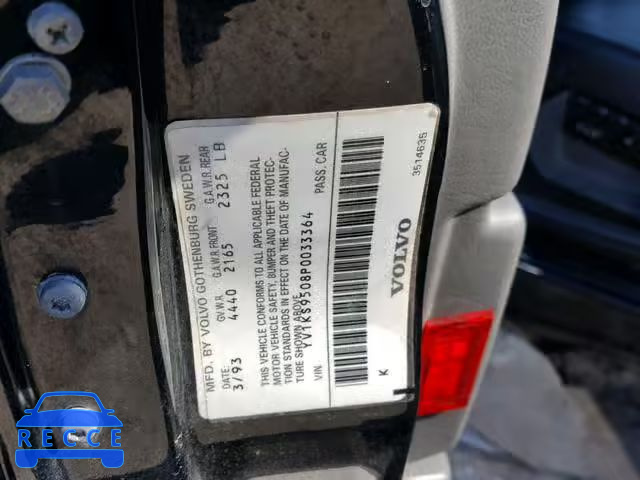 MFD. BY VOLVO GOTHENBURG SWEDEN
DATE G.V.W.R G.A.W.R.FRONT G.A.W.R.REAR
3/93 4440 2165 2325 LB
THIS VEHICLE CONFORMS TO ALL APPLICABLE FEDERAL
MOTOR VEHICLE SAFETY, BUMPER AND THEFT PROTEC-
TION STANDARDS IN EFFECT ON THE DATE OF MANUFAC-
TURE SHOWN ABOVE.
YV1KS9508P0033364
VIN: PASS. CAR
K
VOLVO
3514635
RECCE